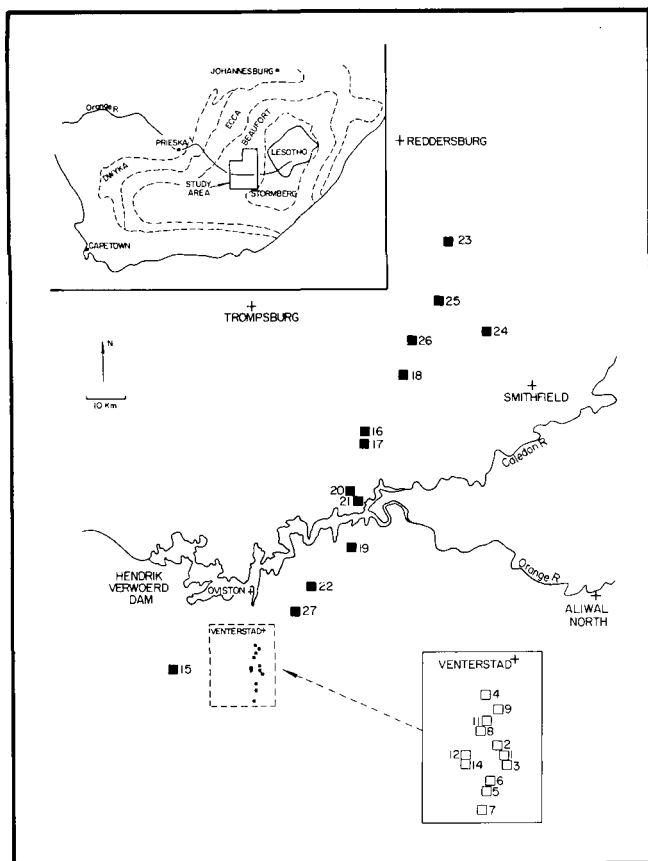 JOHANNESBURG
Orange R
ECCA
BEAUFORT
PRIESKA
LESOTHO
DWYKA
STUDY
AREA
STORMBERG
CAPETOWN
REDDERSBURG
23
TROMPSBURG
25
24
26
N
18
10 Km
SMITHFIELD
16
17
Caledon R
20
21
19
HENDRIK
VERWOERD
DAM
OVISTON
22
Orange R
27
ALIWAL
NORTH
VENTERSTAD
15
VENTERSTAD
4
9
11
8
2
12
1
14
3
6
5
7